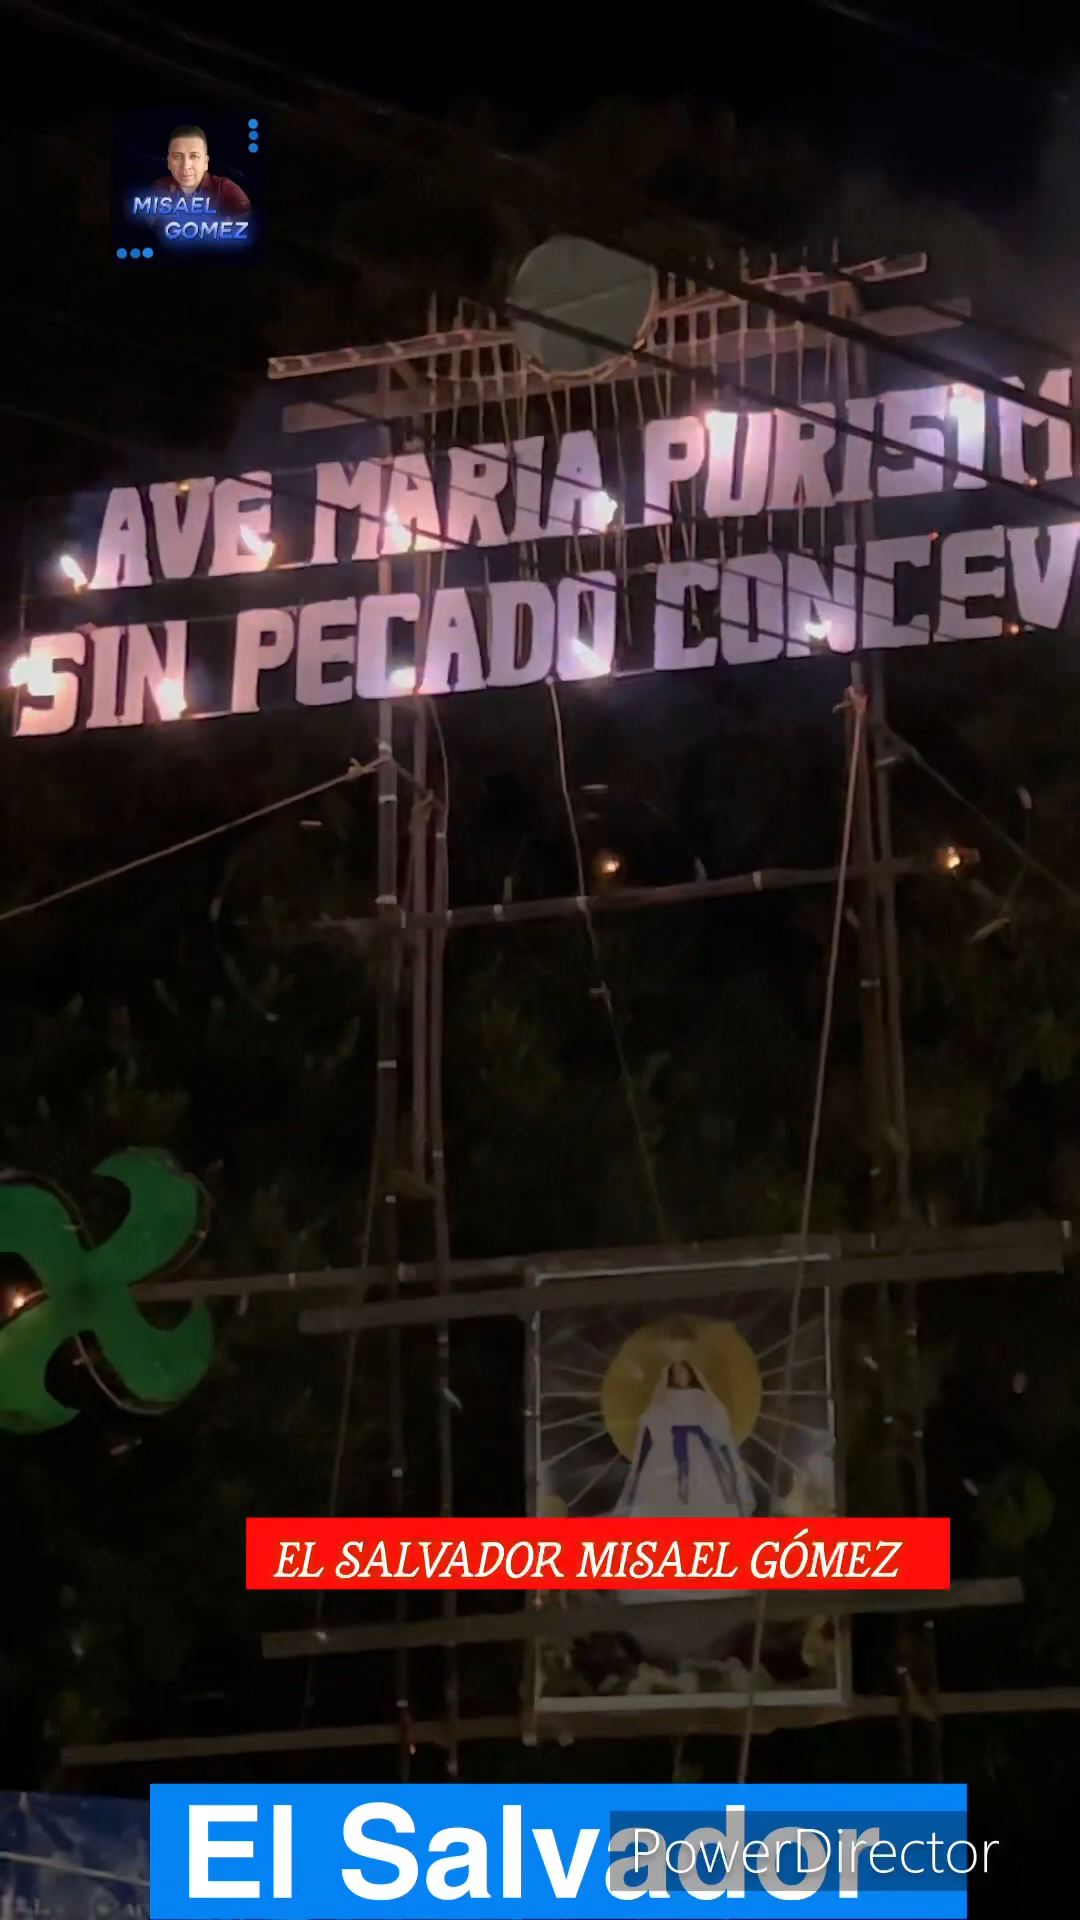 MISAEL
GOMEZ
AVE MARIA PURISIM
SIN PECADO CONCEV
EL SALVADOR MISAEL GÓMEZ
El Salvador
PowerDirector